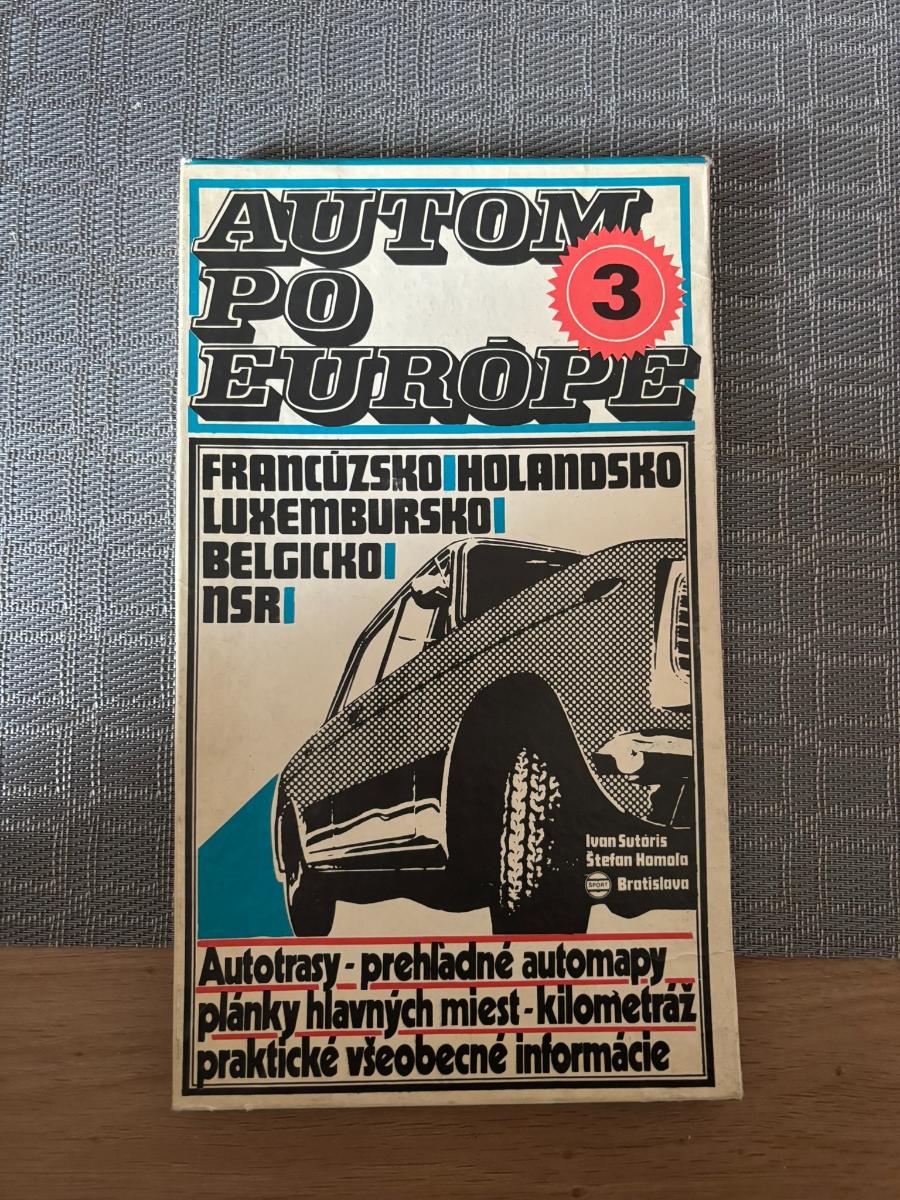 AUTOM
PO
EURÓPE
3
FRANCÚZSKO HOLANDSKO
LUXEMBURSKO
BELGICKO
NSR
Ivan Sutóris
Štefan Homola
ŠPORT Bratislava
Autotrasy - prehľadné automapy
plánky hlavných miest - kilometráž
praktické všeobecné informácie